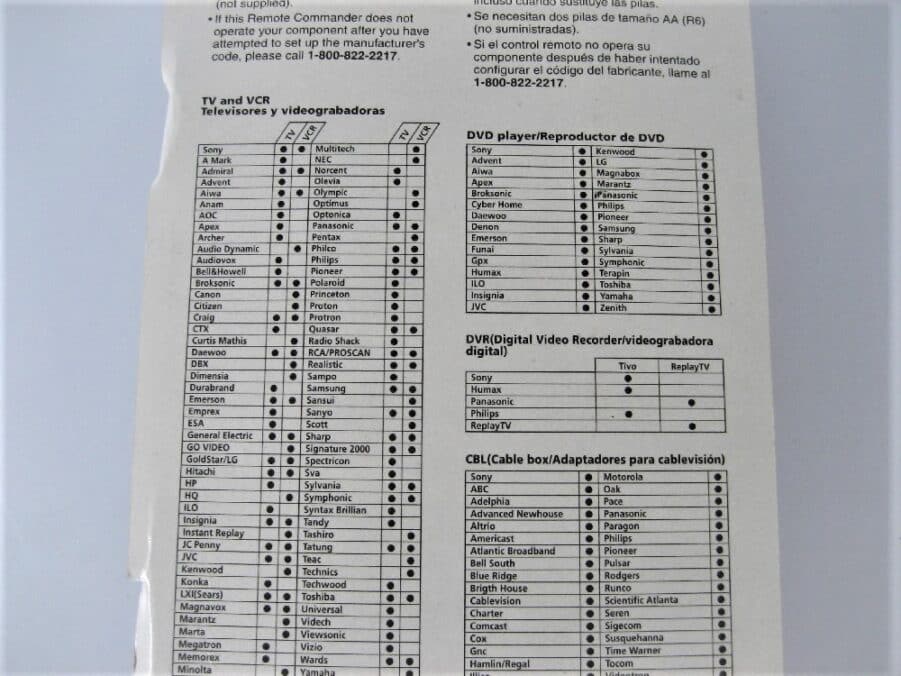 (not supplied).
• If this Remote Commander does not
operate your component after you have
attempted to set up the manufacturer's
code, please call 1-800-822-2217.
incluso cuando sustituye las pilas.
• Se necesitan dos pilas de tamaño AA (R6)
(no suministradas).
• Si el control remoto no opera su
componente después de haber intentado
configurar el código del fabricante, llame al
1-800-822-2217.
TV and VCR
Televisores y videograbadoras
TV VCR TV VCR
Sony Multitech
A Mark NEC
Admiral Norcent
Advent Olevia
Aiwa Olympic
Anam Optimus
AOC Optonica
Apex Panasonic
Archer Pentax
Audio Dynamic Philco
Audiovox Philips
Bell&Howell Pioneer
Broksonic Polaroid
Canon Princeton
Citizen Proton
Craig Protron
CTX Quasar
Curtis Mathis Radio Shack
Daewoo RCA/PROSCAN
DBX Realistic
Dimensia Sampo
Durabrand Samsung
Emerson Sansui
Emprex Sanyo
ESA Scott
General Electric Sharp
GO VIDEO Signature 2000
GoldStar/LG Spectricon
Hitachi Sva
HP Sylvania
HQ Symphonic
ILO Syntax Brillian
Insignia Tandy
Instant Replay Tashiro
JC Penny Tatung
JVC Teac
Kenwood Technics
Konka Techwood
LXI(Sears) Toshiba
Magnavox Universal
Marantz Videch
Marta Viewsonic
Megatron Vizio
Memorex Wards
Minolta Yamaha
DVD player/Reproductor de DVD
Sony Kenwood
Advent LG
Aiwa Magnabox
Apex Marantz
Broksonic Panasonic
Cyber Home Philips
Daewoo Pioneer
Denon Samsung
Emerson Sharp
Funai Sylvania
Gpx Symphonic
Humax Terapin
ILO Toshiba
Insignia Yamaha
JVC Zenith
DVR(Digital Video Recorder/videograbadora
digital)
Tivo ReplayTV
Sony
Humax
Panasonic
Philips
ReplayTV
CBL(Cable box/Adaptadores para cablevisión)
Sony Motorola
ABC Oak
Adelphia Pace
Advanced Newhouse Panasonic
Altrio Paragon
Americast Philips
Atlantic Broadband Pioneer
Bell South Pulsar
Blue Ridge Rodgers
Brigth House Runco
Cablevision Scientific Atlanta
Charter Seren
Comcast Sigecom
Cox Susquehanna
Gnc Time Warner
Hamlin/Regal Tocom